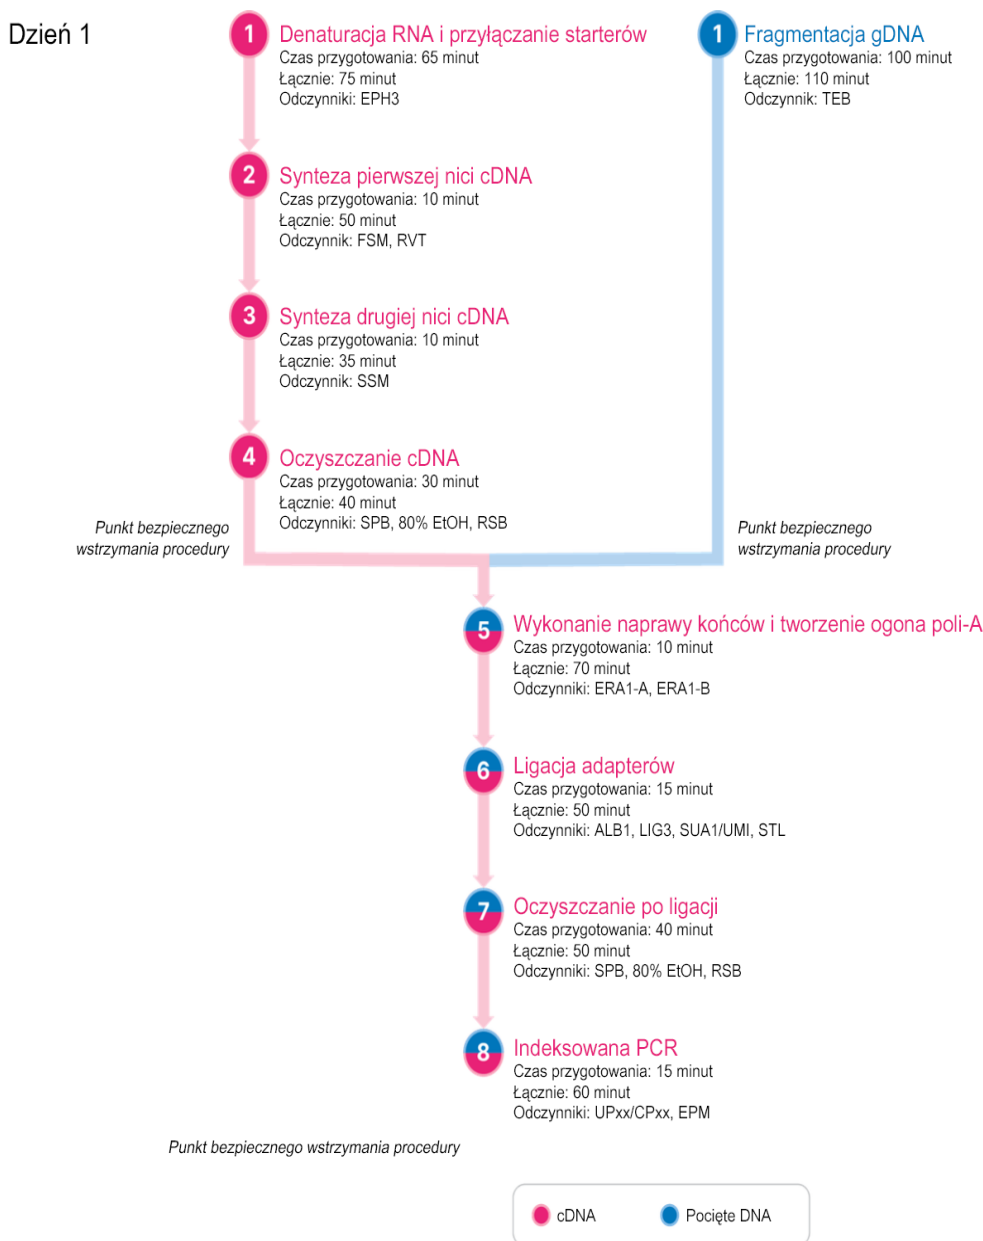 Dzień 1
1
Denaturacja RNA i przyłączanie starterów
Czas przygotowania: 65 minut
Łącznie: 75 minut
Odczynniki: EPH3
1
Fragmentacja gDNA
Czas przygotowania: 100 minut
Łącznie: 110 minut
Odczynnik: TEB
2
Synteza pierwszej nici cDNA
Czas przygotowania: 10 minut
Łącznie: 50 minut
Odczynnik: FSM, RVT
3
Synteza drugiej nici cDNA
Czas przygotowania: 10 minut
Łącznie: 35 minut
Odczynnik: SSM
4
Oczyszczanie cDNA
Czas przygotowania: 30 minut
Łącznie: 40 minut
Odczynniki: SPB, 80% EtOH, RSB
Punkt bezpiecznego
wstrzymania procedury
Punkt bezpiecznego
wstrzymania procedury
5
Wykonanie naprawy końców i tworzenie ogona poli-A
Czas przygotowania: 10 minut
Łącznie: 70 minut
Odczynniki: ERA1-A, ERA1-B
6
Ligacja adapterów
Czas przygotowania: 15 minut
Łącznie: 50 minut
Odczynniki: ALB1, LIG3, SUA1/UMI, STL
7
Oczyszczanie po ligacji
Czas przygotowania: 40 minut
Łącznie: 50 minut
Odczynniki: SPB, 80% EtOH, RSB
8
Indeksowana PCR
Czas przygotowania: 15 minut
Łącznie: 60 minut
Odczynniki: UPxx/CPxx, EPM
Punkt bezpiecznego wstrzymania procedury
cDNA
Pocięte DNA